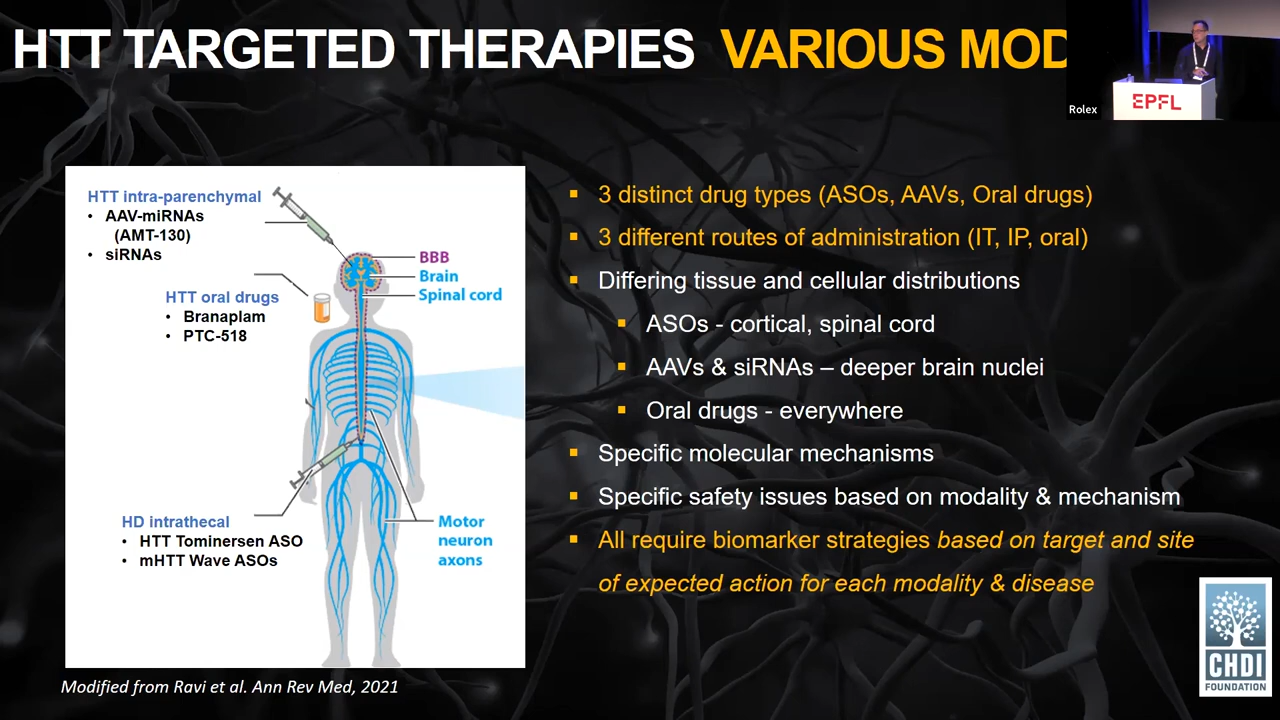 HTT TARGETED THERAPIES VARIOUS MOD
Rolex
EPFL
HTT intra-parenchymal
• AAV-miRNAs
(AMT-130)
• siRNAs
BBB
Brain
Spinal cord
HTT oral drugs
• Branaplam
• PTC-518
HD intrathecal
• HTT Tominersen ASO
• mHTT Wave ASOs
Motor
neuron
axons
Modified from Ravi et al. Ann Rev Med, 2021
▪ 3 distinct drug types (ASOs, AAVs, Oral drugs)
▪ 3 different routes of administration (IT, IP, oral)
▪ Differing tissue and cellular distributions
▪ ASOs - cortical, spinal cord
▪ AAVs & siRNAs – deeper brain nuclei
▪ Oral drugs - everywhere
▪ Specific molecular mechanisms
▪ Specific safety issues based on modality & mechanism
▪ All require biomarker strategies based on target and site
of expected action for each modality & disease
CHDI
FOUNDATION